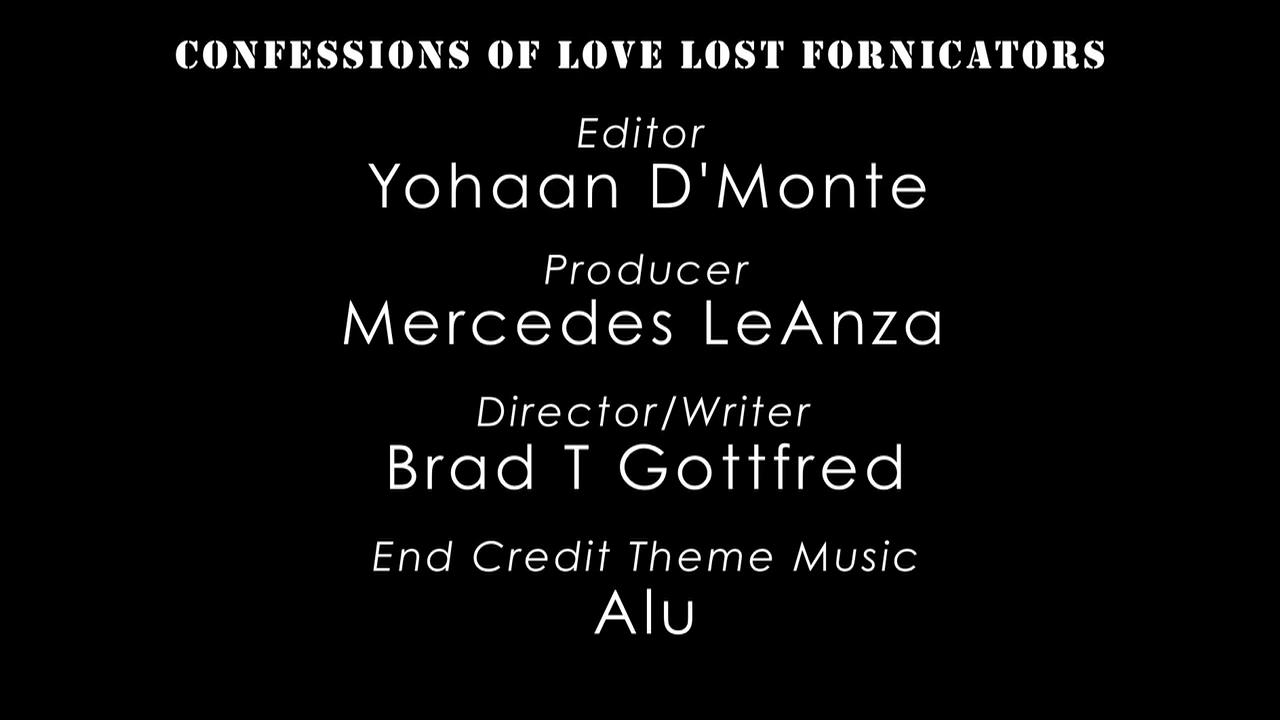 CONFESSIONS OF LOVE LOST FORNICATORS
Editor
Yohaan D'Monte
Producer
Mercedes LeAnza
Director/Writer
Brad T Gottfred
End Credit Theme Music
Alu